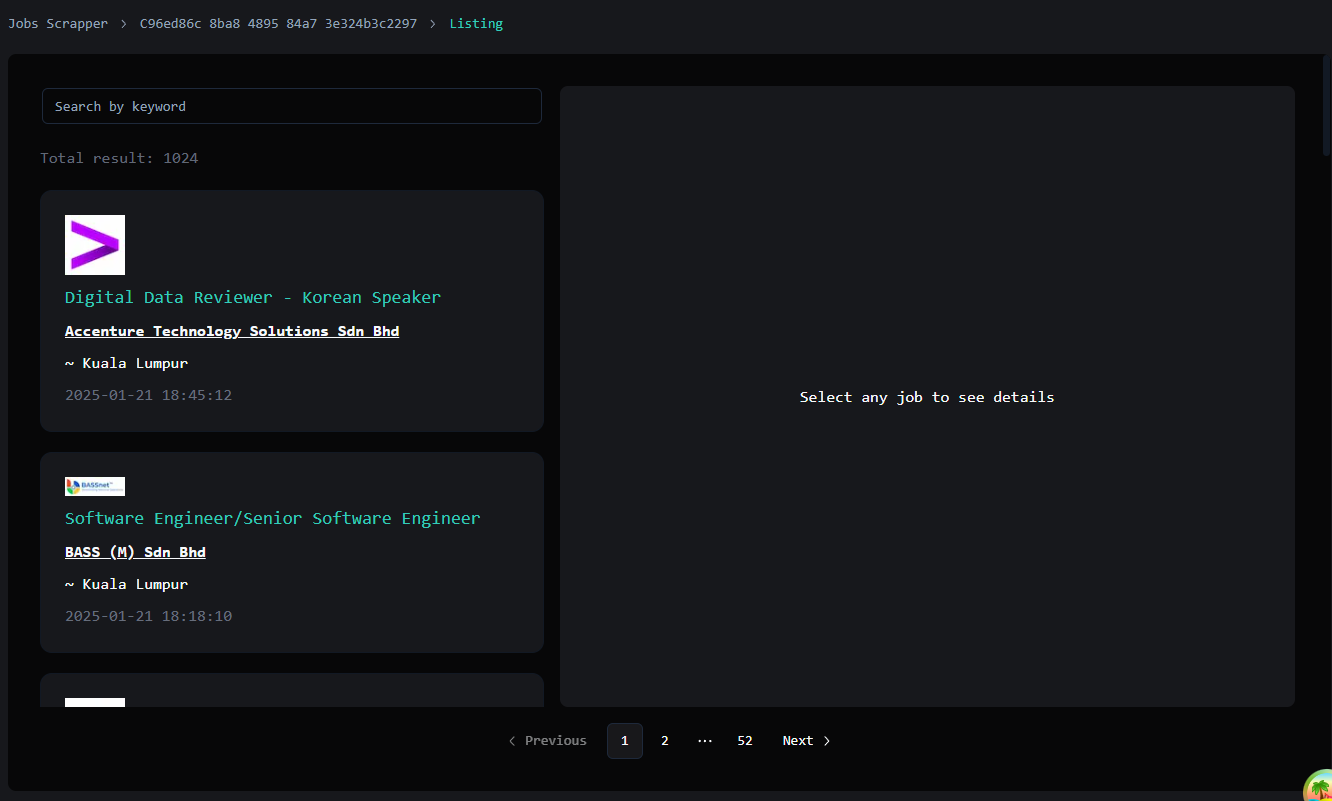 Jobs Scrapper > C96ed86c 8ba8 4895 84a7 3e324b3c2297 > Listing
Search by keyword
Total result: 1024
Digital Data Reviewer - Korean Speaker
Accenture Technology Solutions Sdn Bhd
~ Kuala Lumpur
2025-01-21 18:45:12
BASSnet™
Software Engineer/Senior Software Engineer
BASS (M) Sdn Bhd
~ Kuala Lumpur
2025-01-21 18:18:10
Select any job to see details
< Previous 1 2 ... 52 Next >